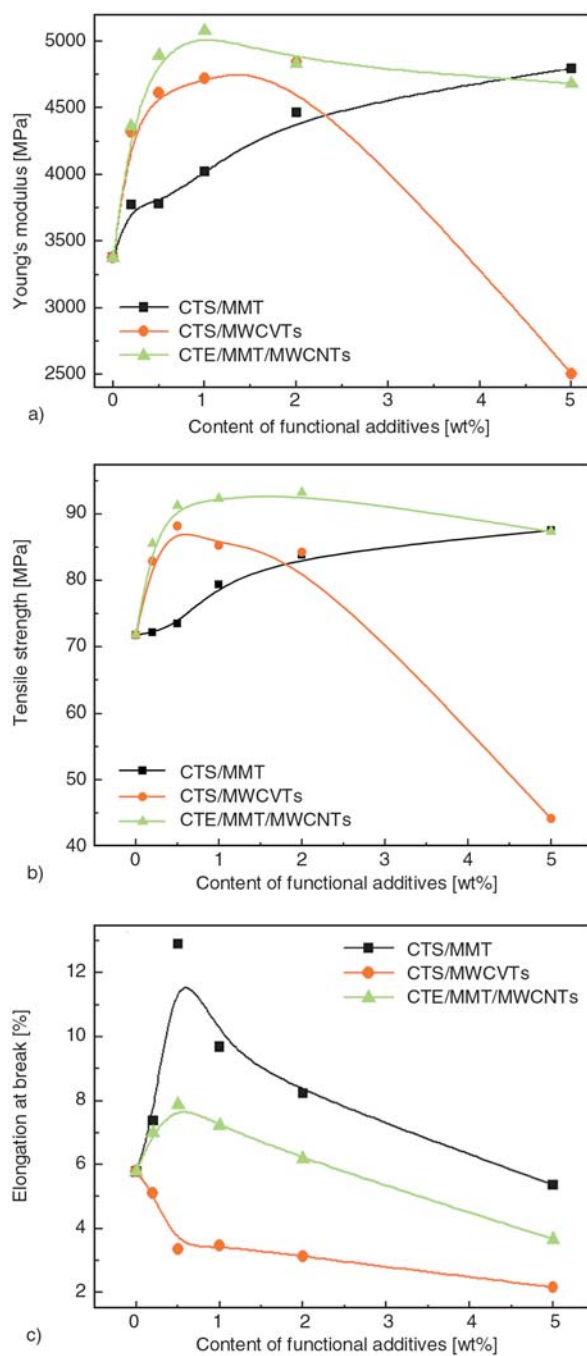 5000
4500
4000
3500
3000
2500
Young's modulus [MPa]
CTS/MMT
CTS/MWCVTs
CTE/MMT/MWCNTs
0 1 2 3 4 5
a)
Content of functional additives [wt%]
90
80
70
60
50
40
Tensile strength [MPa]
CTS/MMT
CTS/MWCVTs
CTE/MMT/MWCNTs
0 1 2 3 4 5
b)
Content of functional additives [wt%]
12
10
8
6
4
2
Elongation at break [%]
CTS/MMT
CTS/MWCVTs
CTE/MMT/MWCNTs
0 1 2 3 4 5
c)
Content of functional additives [wt%]